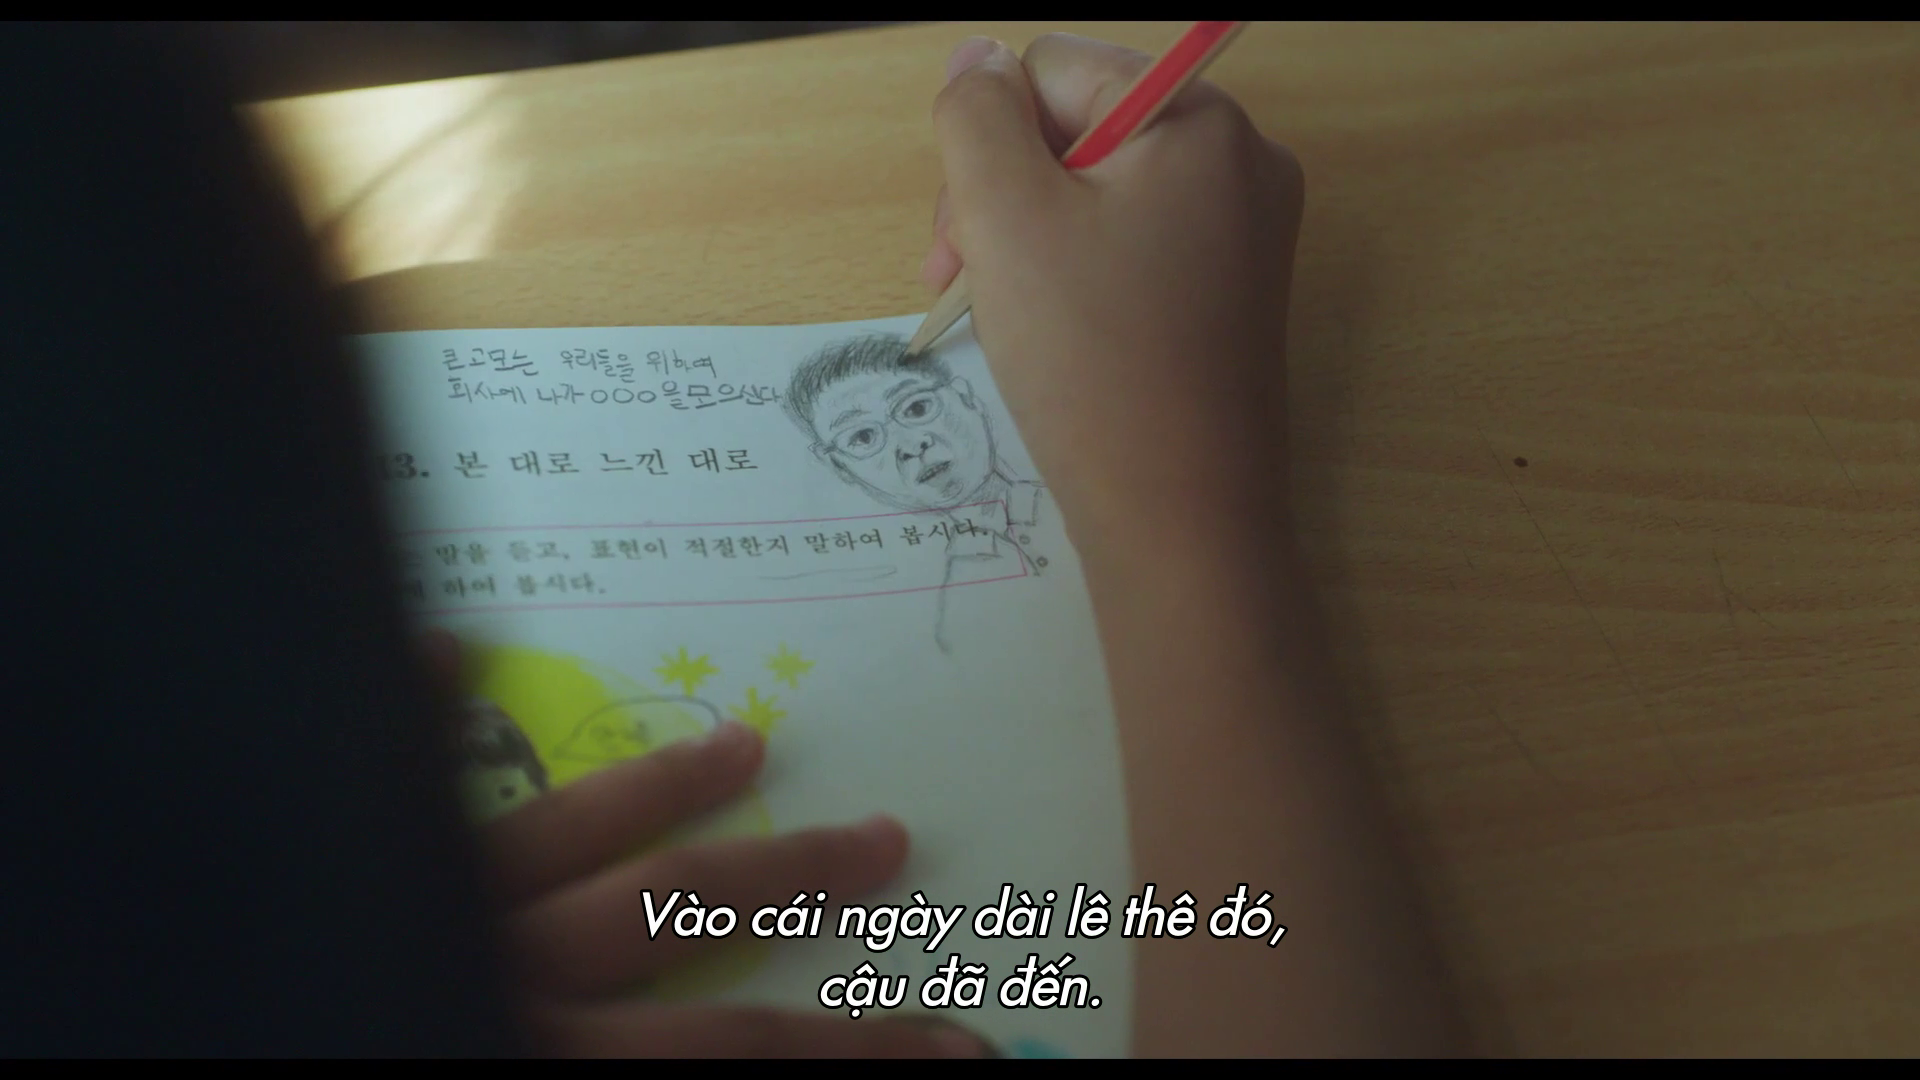 큰고모는 우리들을 위하여
회사에 나가 ○○○을모으신다
13. 본 대로 느낀 대로
말을 듣고, 표현이 적절한지 말하여 봅시다.
하여 봅시다.
Vào cái ngày dài lê thê đó,
cậu đã đến.